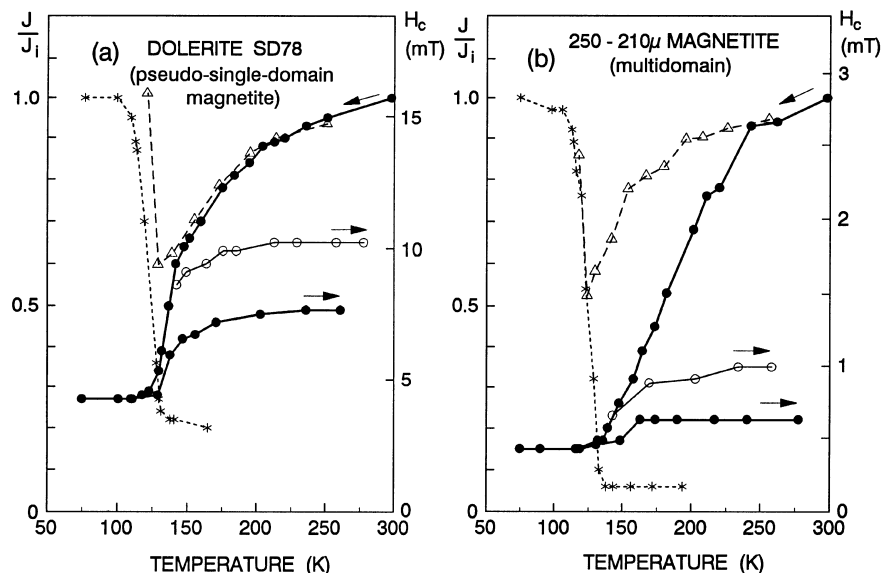 J
Ji
(a)
DOLERITE SD78
(pseudo-single-domain
magnetite)
Hc
(mT)
1.0
0.5
0
15
10
5
0
50 100 150 200 250 300
TEMPERATURE (K)
J
Ji
(b)
250 - 210µ MAGNETITE
(multidomain)
Hc
(mT)
1.0
0.5
0
3
2
1
0
50 100 150 200 250 300
TEMPERATURE (K)